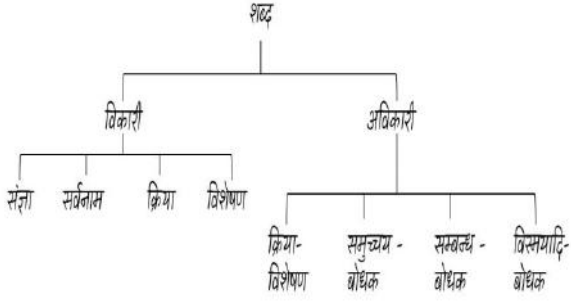 शब्द
विकारी अविकारी
संज्ञा सर्वनाम क्रिया विशेषण
क्रिया- समुच्चय - सम्बन्ध - विस्मयादि-
विशेषण बोधक बोधक बोधक